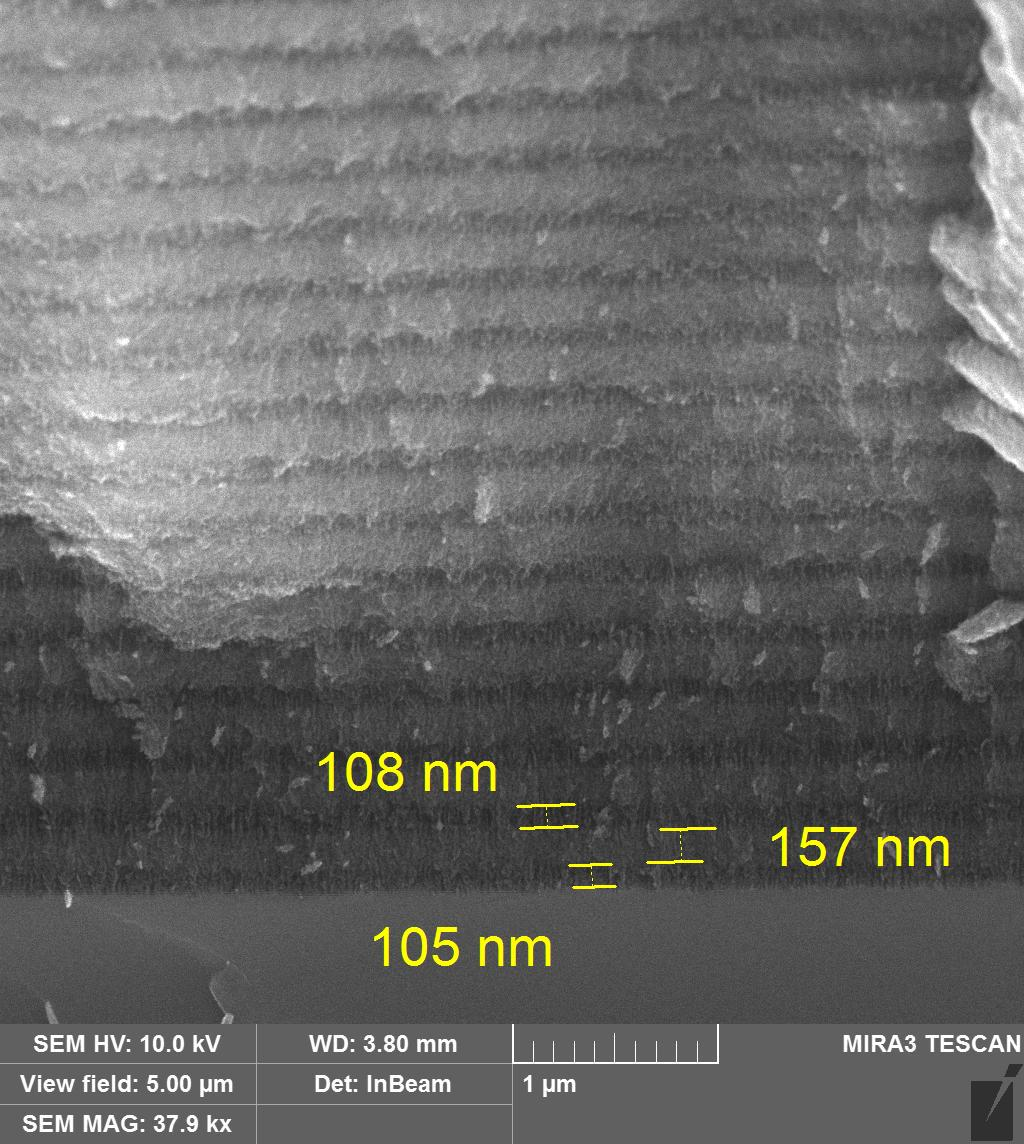 108 nm
157 nm
105 nm
SEM HV: 10.0 kV
WD: 3.80 mm
MIRA3 TESCAN
View field: 5.00 µm
Det: InBeam
1 µm
SEM MAG: 37.9 kx